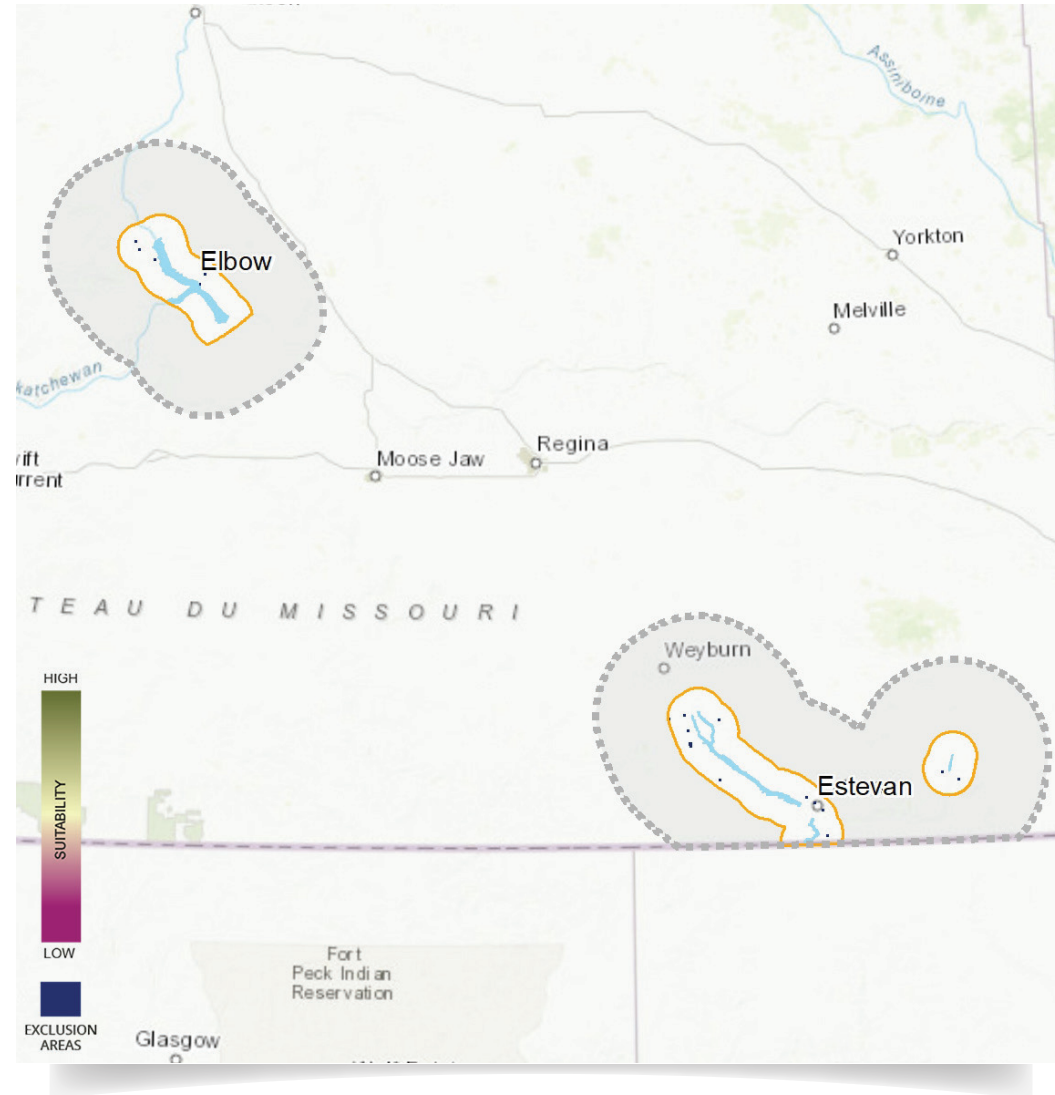 Assiniboine
Yorkton
Elbow
Melville
katchewan
Regina
Moose Jaw
ift
rrent
TEAU DU MISSOURI
Weyburn
HIGH
SUITABILITY
LOW
Estevan
Fort
Peck Indian
Reservation
EXCLUSION
AREAS
Glasgow